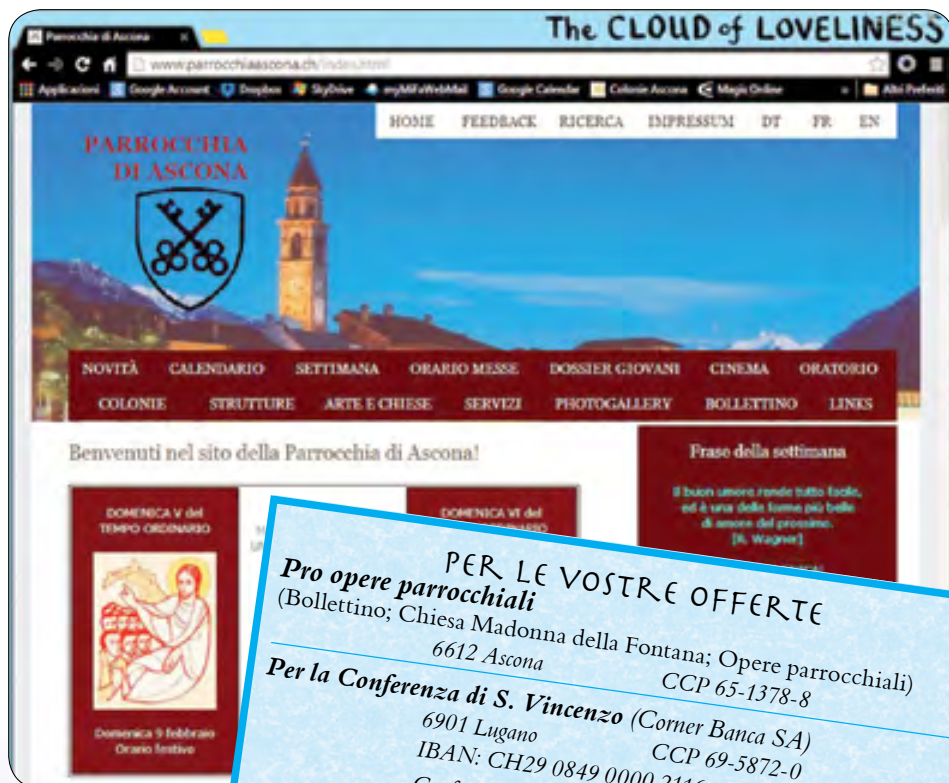 The CLOUD of LOVELINESS
Parrocchia di Ascona
www.parrocchiaascona.ch/index.html
Applicazioni Google Account Dropbox SkyDrive myMifaWebMail Google Calendar Colonie Ascona Magic Online » Altri Preferiti
HOME FEEDBACK RICERCA IMPRESSUM DT FR EN
PARROCCHIA
DI ASCONA
NOVITÀ CALENDARIO SETTIMANA ORARIO MESSE DOSSIER GIOVANI CINEMA ORATORIO
COLONIE STRUTTURE ARTE E CHIESE SERVIZI PHOTOGALLERY BOLLETTINO LINKS
Benvenuti nel sito della Parrocchia di Ascona!
DOMENICA V del
TEMPO ORDINARIO
Domenica 9 febbraio
Orario festivo
DOMENICA VI del
Frase della settimana
Il buon umore rende tutto facile,
ed è una delle forme più belle
di amore del prossimo.
[R. Wagner]
PER LE VOSTRE OFFERTE
Pro opere parrocchiali
(Bollettino; Chiesa Madonna della Fontana; Opere parrocchiali)
6612 Ascona CCP 65-1378-8
Per la Conferenza di S. Vincenzo (Corner Banca SA)
6901 Lugano CCP 69-5872-0
IBAN: CH29 0849 0000